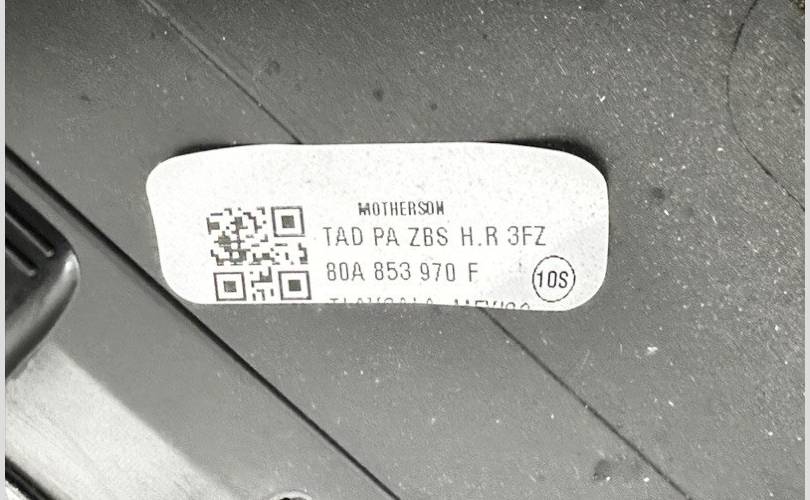 MOTHERSON
TAD PA ZBS H.R 3FZ
80A 853 970 F
10S